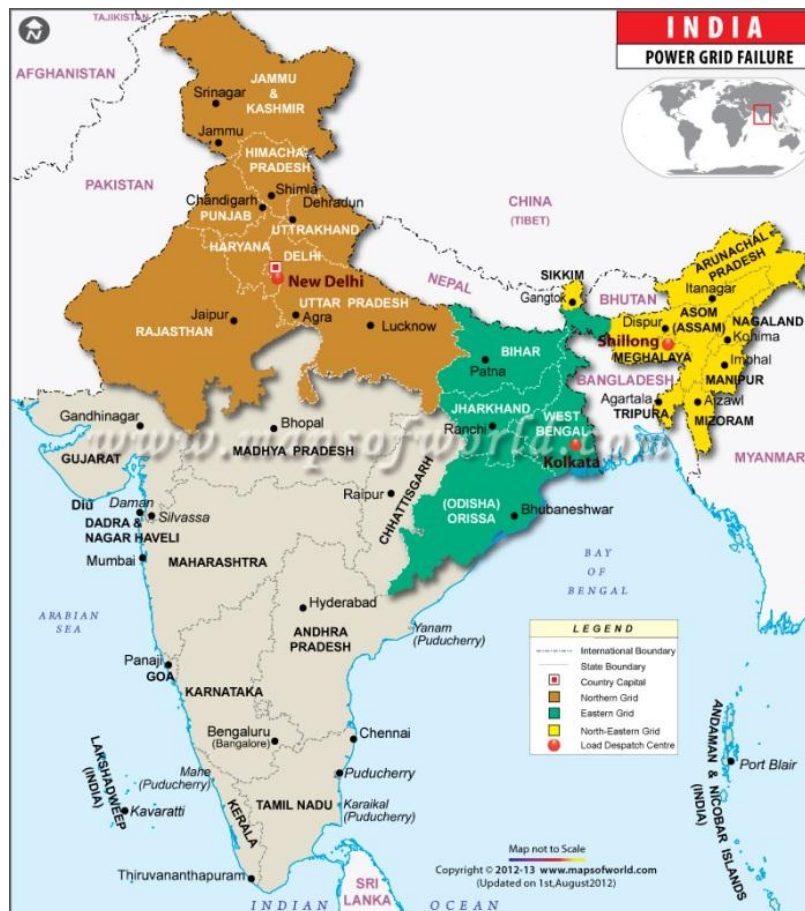 INDIA
POWER GRID FAILURE
N
TAJIKISTAN
AFGHANISTAN
JAMMU
&
KASHMIR
Srinagar
Jammu
HIMACHAL
PRADESH
PAKISTAN
Shimla
Chandigarh
Dehradun
PUNJAB
UTTRAKHAND
HARYANA
DELHI
New Delhi
CHINA
(TIBET)
NEPAL
UTTAR PRADESH
Jaipur
Agra
Lucknow
RAJASTHAN
SIKKIM
Gangtok
BHUTAN
ARUNACHAL
PRADESH
Itanagar
ASOM
(ASSAM)
Dispur
NAGALAND
Kohima
Shillong
MEGHALAYA
Imphal
MANIPUR
BANGLADESH
Agartala
TRIPURA
Aizawl
MIZORAM
MYANMAR
BIHAR
Patna
JHARKHAND
Ranchi
WEST
BENGAL
Kolkata
Gandhinagar
Bhopal
www.mapsofworld.com
GUJARAT
MADHYA PRADESH
Raipur
CHHATTISGARH
(ODISHA)
ORISSA
Bhubaneshwar
Diu
Daman
Silvassa
DADRA &
NAGAR HAVELI
Mumbai
MAHARASHTRA
BAY
OF
BENGAL
ARABIAN
SEA
Hyderabad
ANDHRA
PRADESH
Yanam
(Puducherry)
Panaji
GOA
KARNATAKA
Bengaluru
(Bangalore)
Chennai
Mahe
(Puducherry)
Puducherry
LAKSHADWEEP
(INDIA)
Kavaratti
KERALA
TAMIL NADU
Karaikal
(Puducherry)
Thiruvananthapuram
LEGEND
International Boundary
State Boundary
Country Capital
Northern Grid
Eastern Grid
North-Eastern Grid
Load Despatch Centre
ANDAMAN & NICOBAR ISLANDS
(INDIA)
Port Blair
Map not to Scale
Copyright © 2012-13 www.mapsofworld.com
(Updated on 1st,August2012)
SRI
LANKA
INDIAN OCEAN